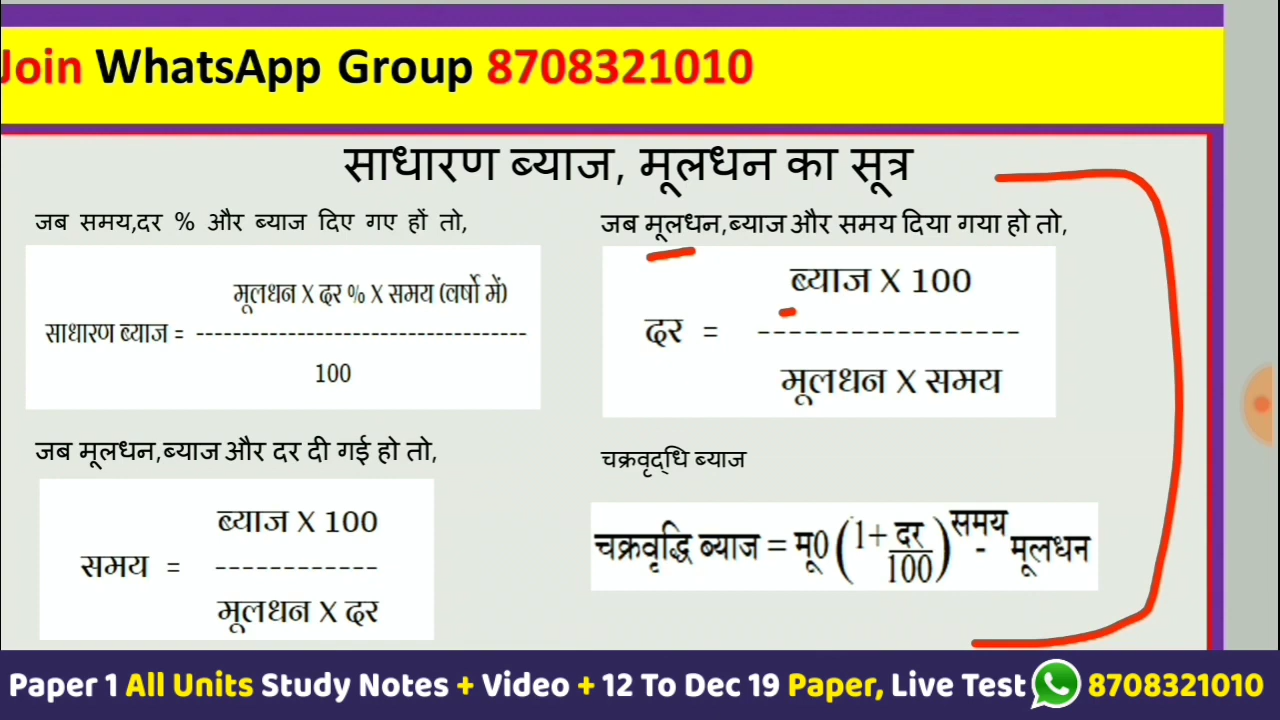 Join WhatsApp Group 8708321010
साधारण ब्याज, मूलधन का सूत्र
जब समय,दर % और ब्याज दिए गए हों तो,
मूलधन X दर % X समय (वर्षो में)
साधारण ब्याज = ----------------------------------
100
जब मूलधन,ब्याज और समय दिया गया हो तो,
ब्याज X 100
दर = -----------------
मूलधन X समय
जब मूलधन,ब्याज और दर दी गई हो तो,
ब्याज X 100
समय = ------------
मूलधन X दर
चक्रवृद्धि ब्याज
चक्रवृद्धि ब्याज = मू0 (1+ दर/100)^समय - मूलधन
Paper 1 All Units Study Notes + Video + 12 To Dec 19 Paper, Live Test 8708321010